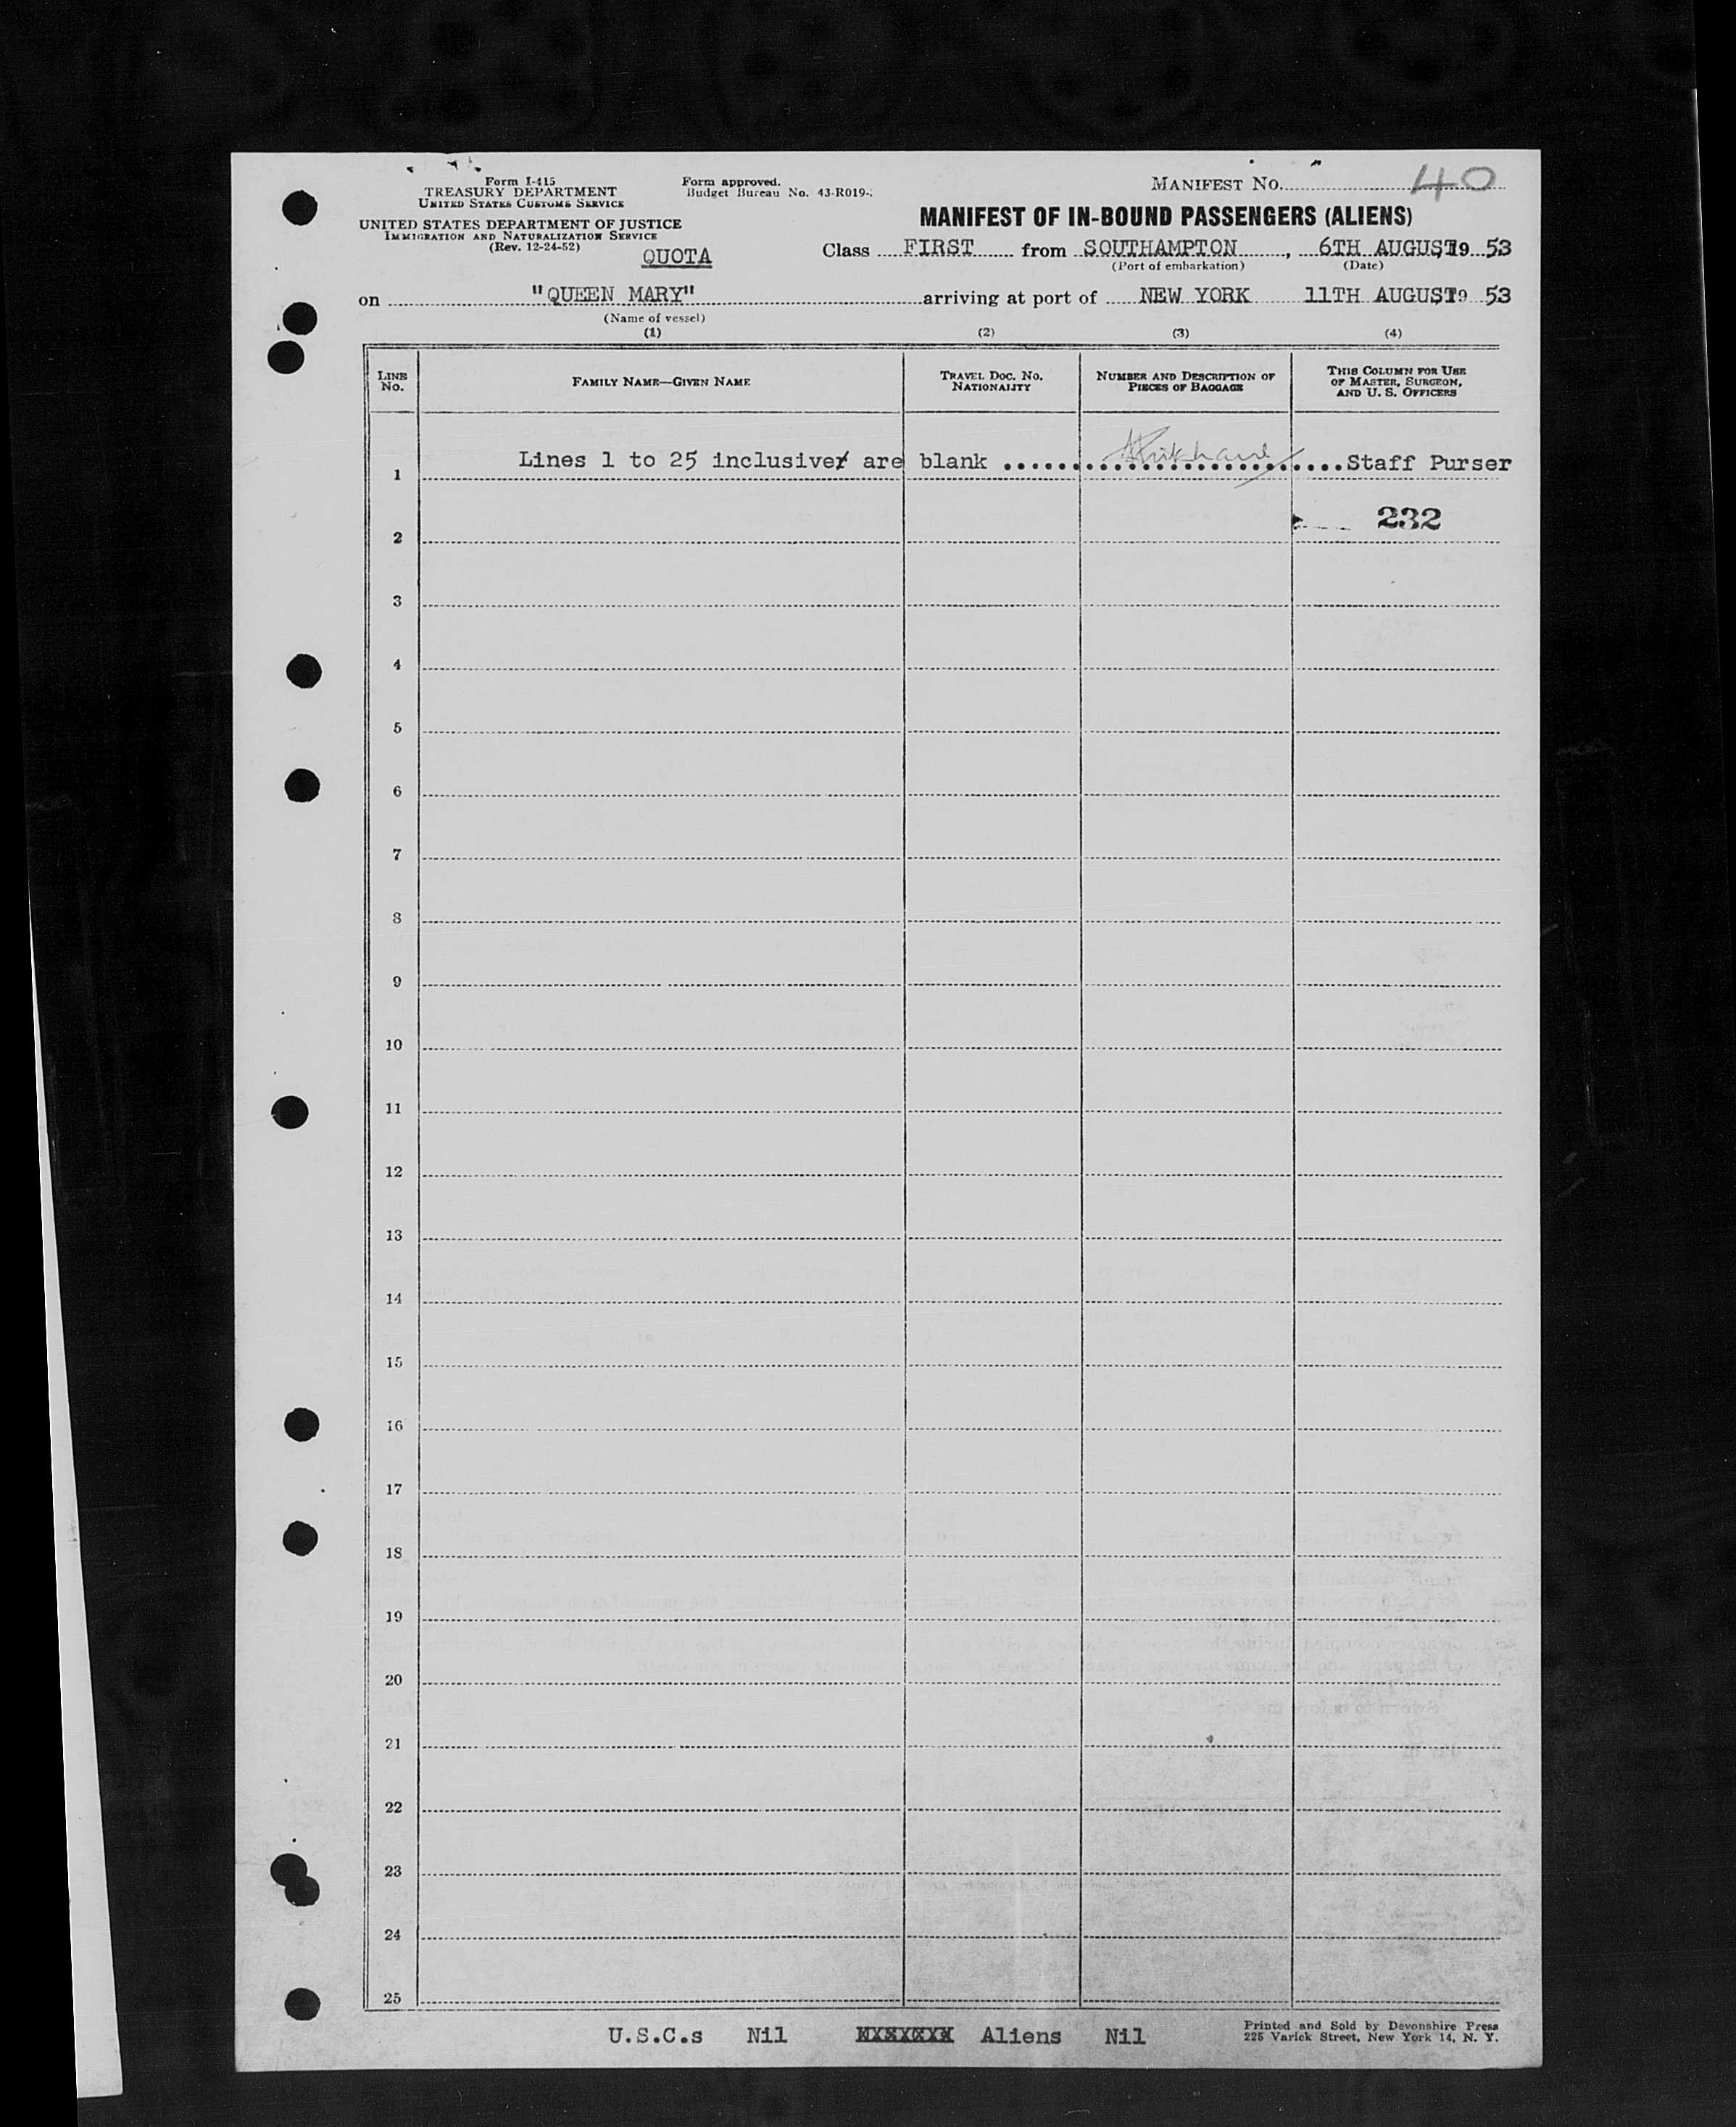 Form I-415
TREASURY DEPARTMENT
UNITED STATES CUSTOMS SERVICE
UNITED STATES DEPARTMENT OF JUSTICE
IMMIGRATION AND NATURALIZATION SERVICE
(Rev. 12-24-52)
QUOTA
Form approved.
Budget Bureau No. 43-R019-
MANIFEST No. 40
MANIFEST OF IN-BOUND PASSENGERS (ALIENS)
Class FIRST from SOUTHAMPTON, 6TH AUGUST, 19 53
(Port of embarkation) (Date)
on "QUEEN MARY" arriving at port of NEW YORK 11TH AUGUST 19 53
(Name of vessel)
(1) (2) (3) (4)
LINE No. FAMILY NAME—GIVEN NAME TRAVEL DOC. No. NATIONALITY NUMBER AND DESCRIPTION OF PIECES OF BAGGAGE THIS COLUMN FOR USE OF MASTER, SURGEON, AND U. S. OFFICERS
1 Lines 1 to 25 inclusive are blank ........................Staff Purser
2 232
3
4
5
6
7
8
9
10
11
12
13
14
15
16
17
18
19
20
21
22
23
24
25
U.S.C.s Nil Aliens Nil
Printed and Sold by Devonshire Press
225 Varick Street, New York 14, N. Y.